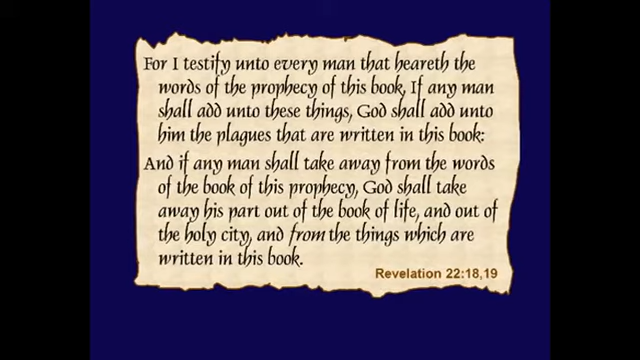 For I testify unto every man that heareth the
words of the prophecy of this book, If any man
shall add unto these things, God shall add unto
him the plagues that are written in this book:
And if any man shall take away from the words
of the book of this prophecy, God shall take
away his part out of the book of life, and out of
the holy city, and from the things which are
written in this book.
Revelation 22:18,19